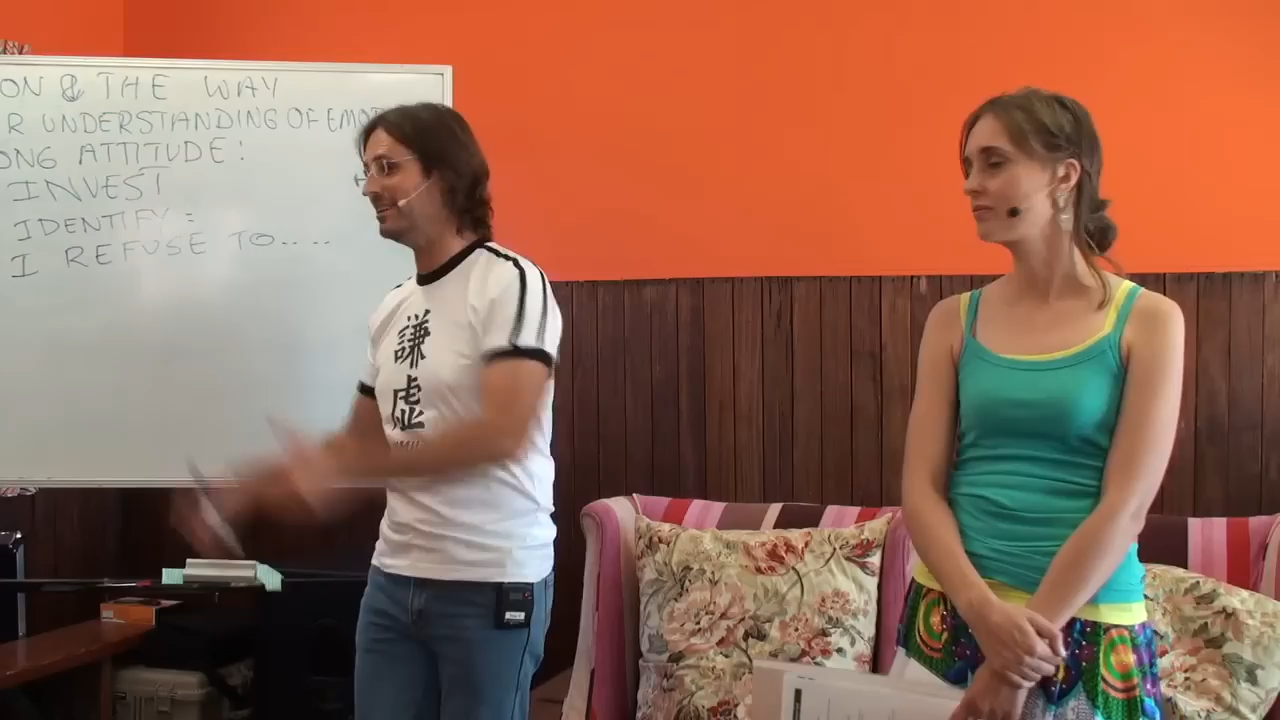 ON & THE WAY
R UNDERSTANDING OF EMOT
ONG ATTITUDE:
INVEST
IDENTIFY:
I REFUSE TO....
謙
虚